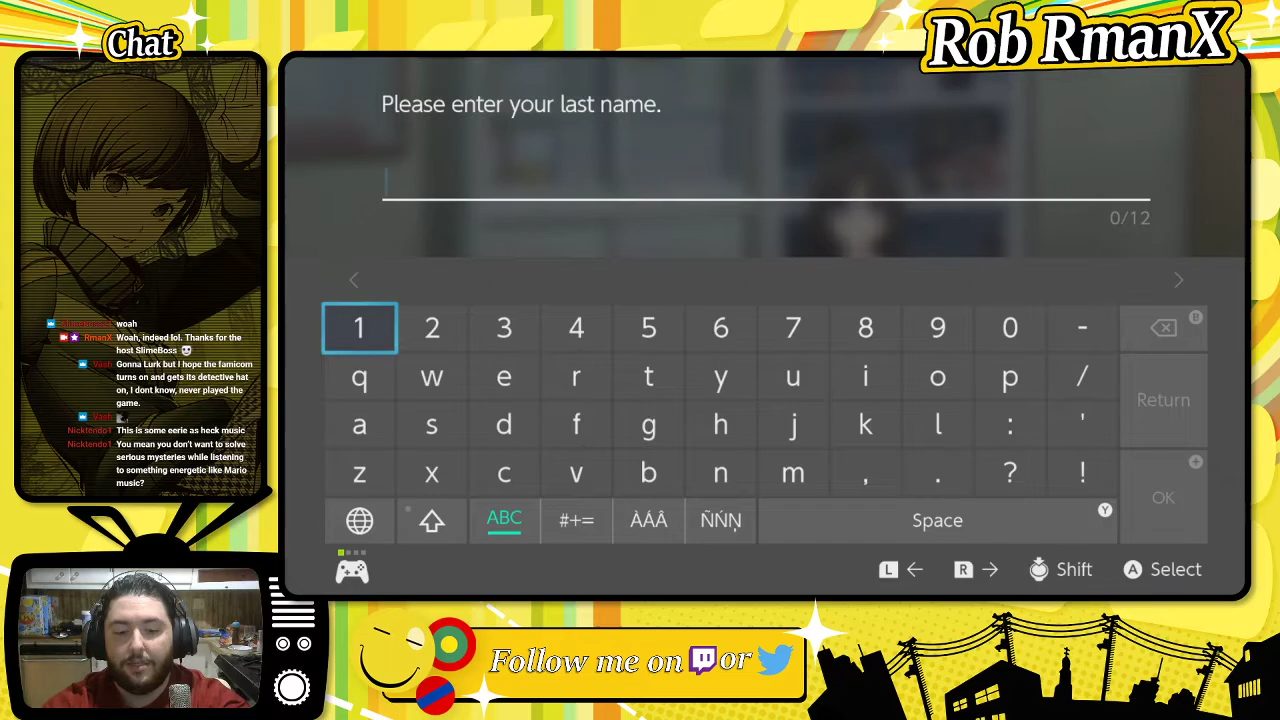 Chat
Rob RmanX
Please enter your last name.
0/12
woah
RmanX Woah, indeed lol. Thanks for the
host SlimeBoss
Vash Gonna Lurk but I hope the famicom
turns on and gets its detective hat
on, I dont know, never played the
game.
Vash
Nicktendo1 This is some eerie as heck music
Nicktendo1 You mean you don't want to solve
serious mysteries while listening
to something energetic like Mario
music?
1 2 3 4 5 6 7 8 9 0 - B
q w e r t y u i o p /
Return
a s d f g h j k l : '
z x c v b n m , . ? !
OK
ABC #+= ÀÁÂ ÑŃŅ Space Y
L ← R → Shift A Select
Follow me on or